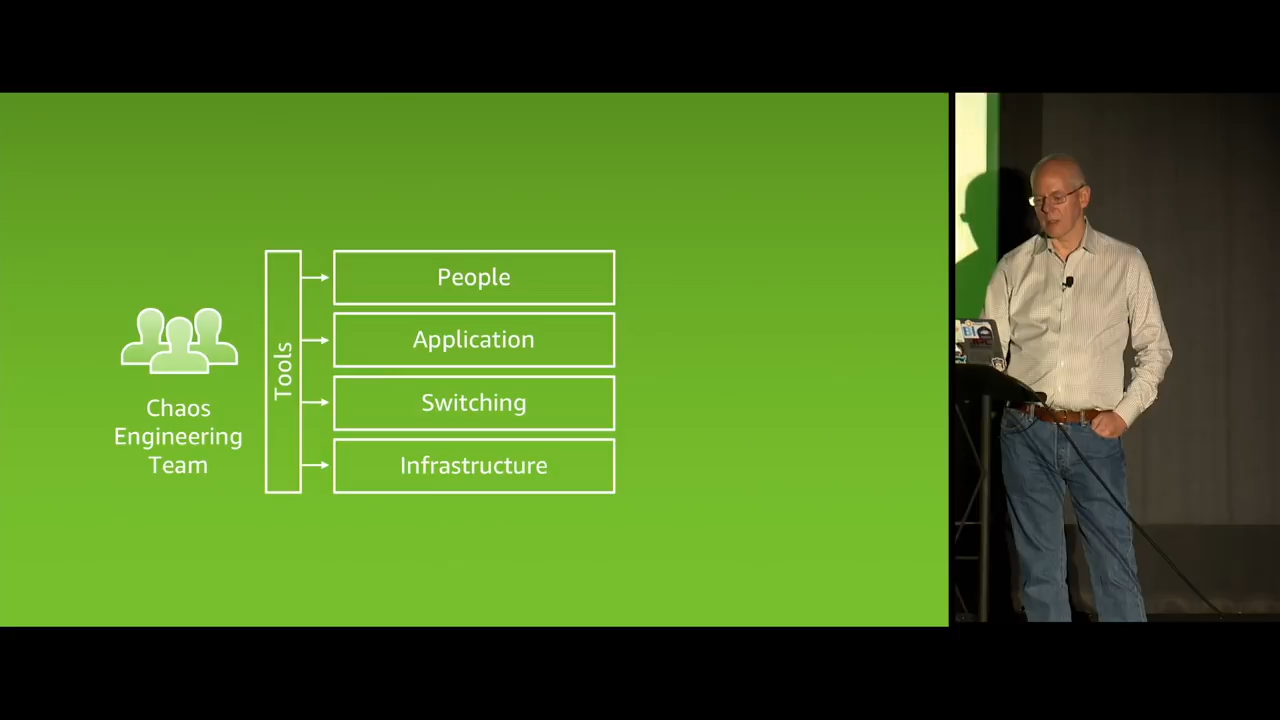 People
Application
Switching
Infrastructure
Tools
Chaos
Engineering
Team